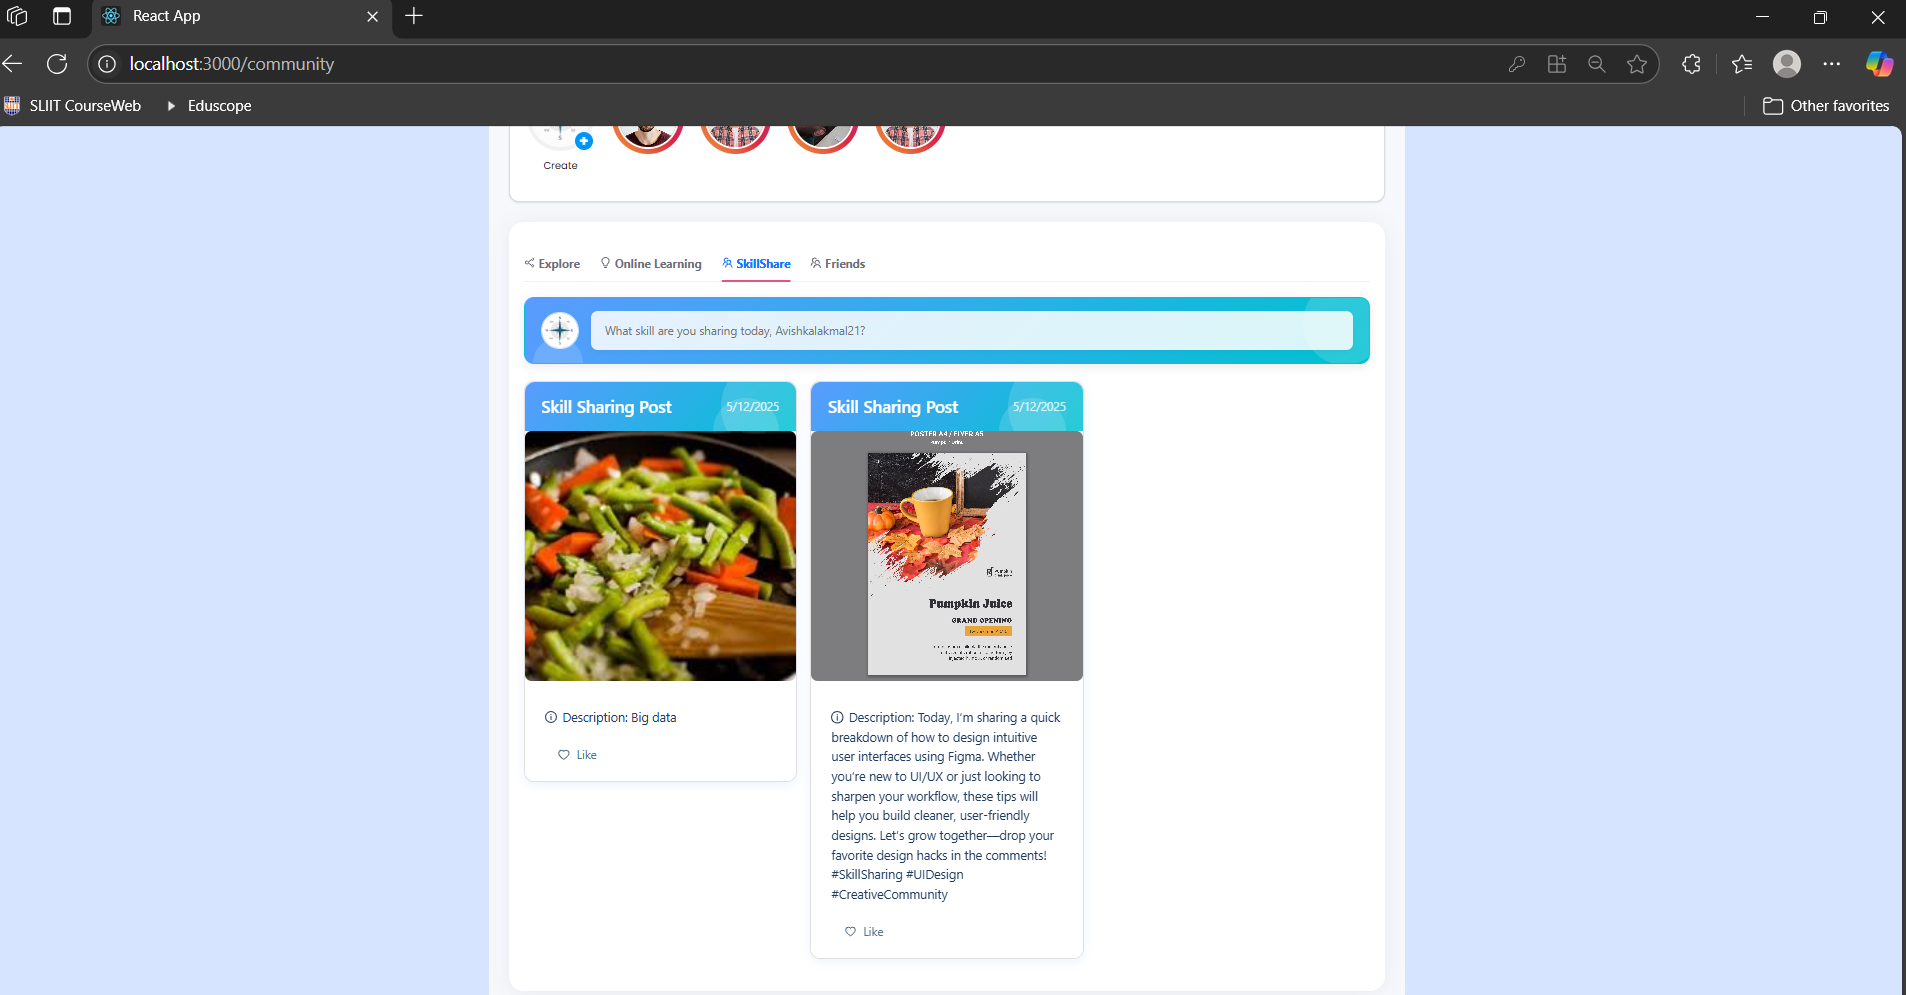 React App
localhost:3000/community
SLIIT CourseWeb
Eduscope
Other favorites
Create
Explore
Online Learning
SkillShare
Friends
What skill are you sharing today, Avishkalakmal21?
Skill Sharing Post
5/12/2025
Description: Big data
Like
Skill Sharing Post
5/12/2025
POSTER A4 / FLYER A5
Pumpkin Juice
GRAND OPENING
Description: Today, I'm sharing a quick
breakdown of how to design intuitive
user interfaces using Figma. Whether
you're new to UI/UX or just looking to
sharpen your workflow, these tips will
help you build cleaner, user-friendly
designs. Let's grow together—drop your
favorite design hacks in the comments!
#SkillSharing #UIDesign
#CreativeCommunity
Like